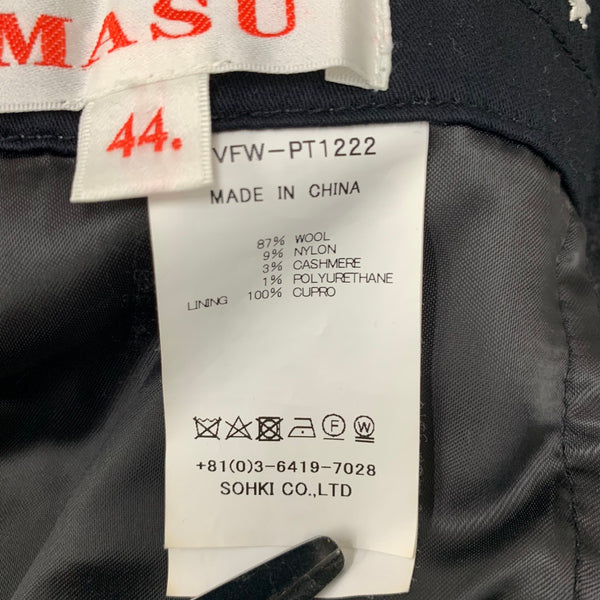 MASU
44.
VFW-PT1222
MADE IN CHINA
87% WOOL
9% NYLON
3% CASHMERE
1% POLYURETHANE
LINING 100% CUPRO
F W
+81(0)3-6419-7028
SOHKI CO.,LTD